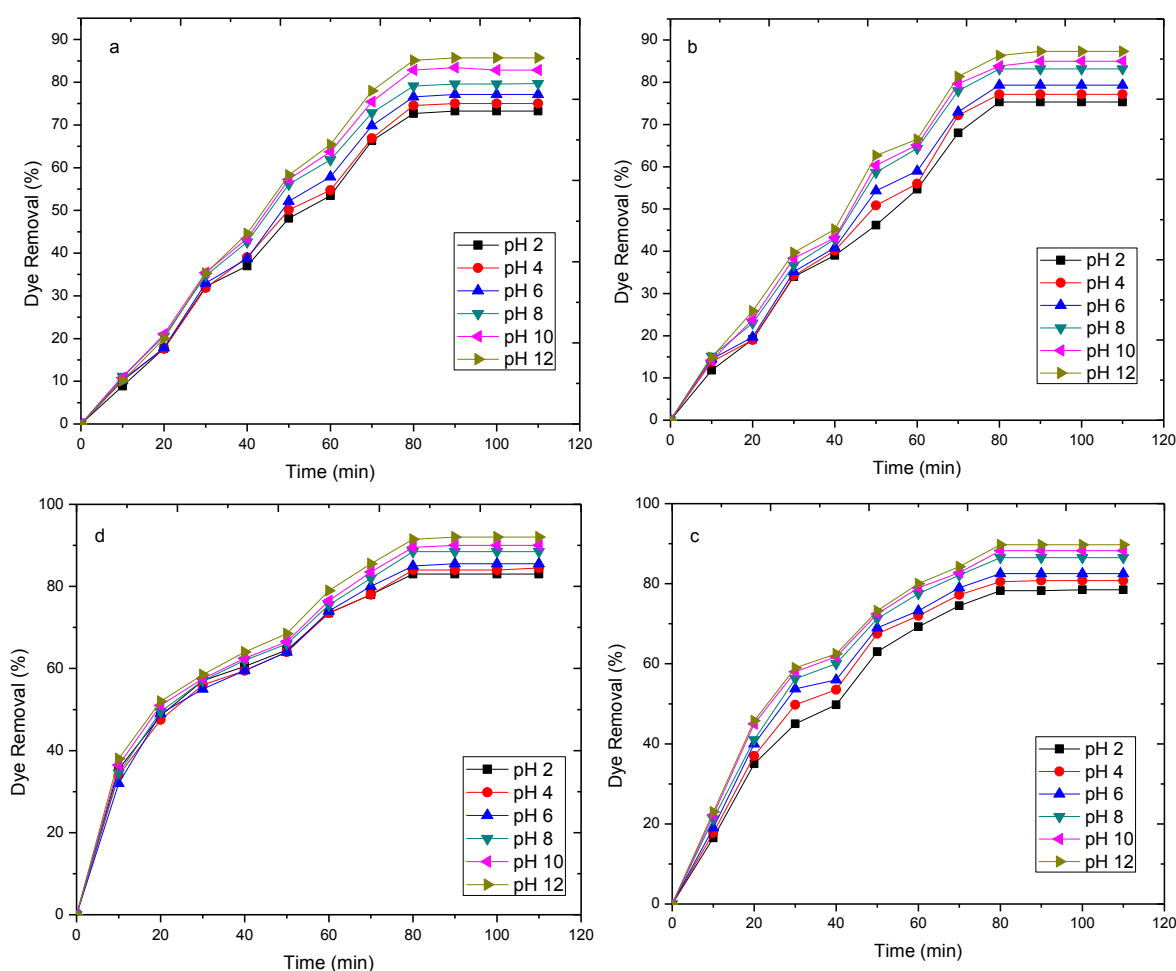 a
90
80
70
60
50
40
30
20
10
0
Dye Removal (%)
pH 2
pH 4
pH 6
pH 8
pH 10
pH 12
0 20 40 60 80 100 120
Time (min)
b
90
80
70
60
50
40
30
20
10
0
Dye Removal (%)
pH 2
pH 4
pH 6
pH 8
pH 10
pH 12
0 20 40 60 80 100 120
Time (min)
d
100
80
60
40
20
0
Dye Removal (%)
pH 2
pH 4
pH 6
pH 8
pH 10
pH 12
0 20 40 60 80 100 120
Time (min)
c
100
80
60
40
20
0
Dye Removal (%)
pH 2
pH 4
pH 6
pH 8
pH 10
pH 12
0 20 40 60 80 100 120
Time (min)